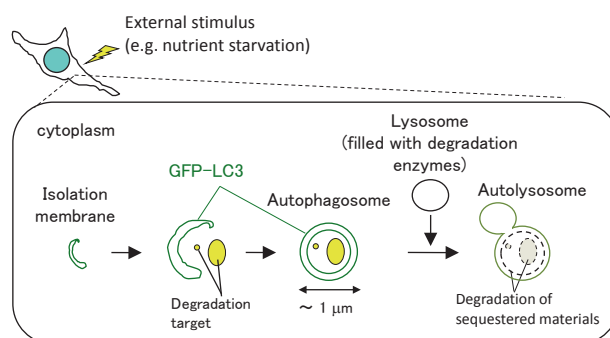 External stimulus
(e.g. nutrient starvation)
cytoplasm
Lysosome
(filled with degradation
enzymes)
GFP-LC3
Isolation
membrane
Autophagosome
Autolysosome
Degradation
target
~ 1 μm
Degradation of
sequestered materials